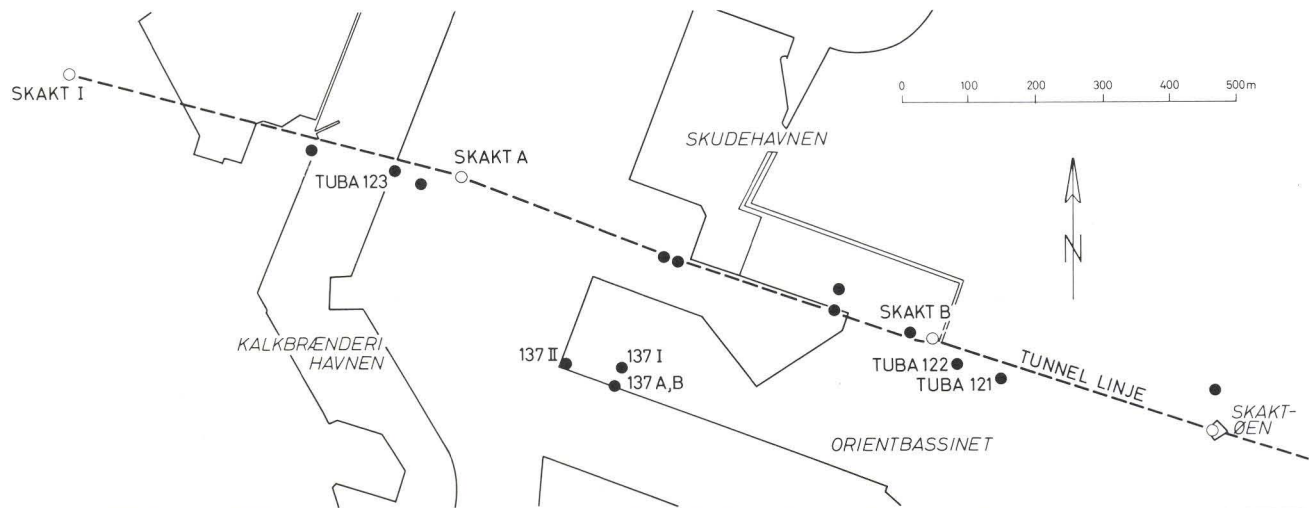 SKAKT I
TUBA 123
SKAKT A
SKUDEHAVNEN
0 100 200 300 400 500 m
N
KALKBRÆNDERI
HAVNEN
137 II
137 I
137 A,B
SKAKT B
TUBA 122
TUBA 121
TUNNEL LINJE
SKAKT-
ØEN
ORIENTBASSINET